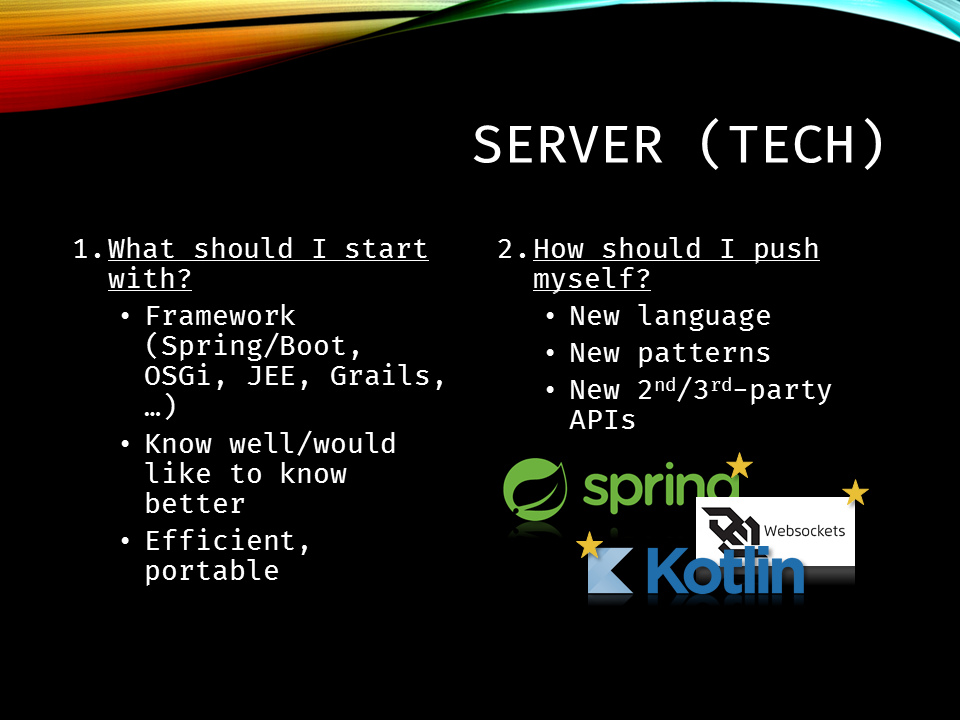 SERVER (TECH)
1. What should I start
with?
• Framework
(Spring/Boot,
OSGi, JEE, Grails,
…)
• Know well/would
like to know
better
• Efficient,
portable
2. How should I push
myself?
• New language
• New patterns
• New 2nd/3rd-party
APIs
spring
Websockets
Kotlin